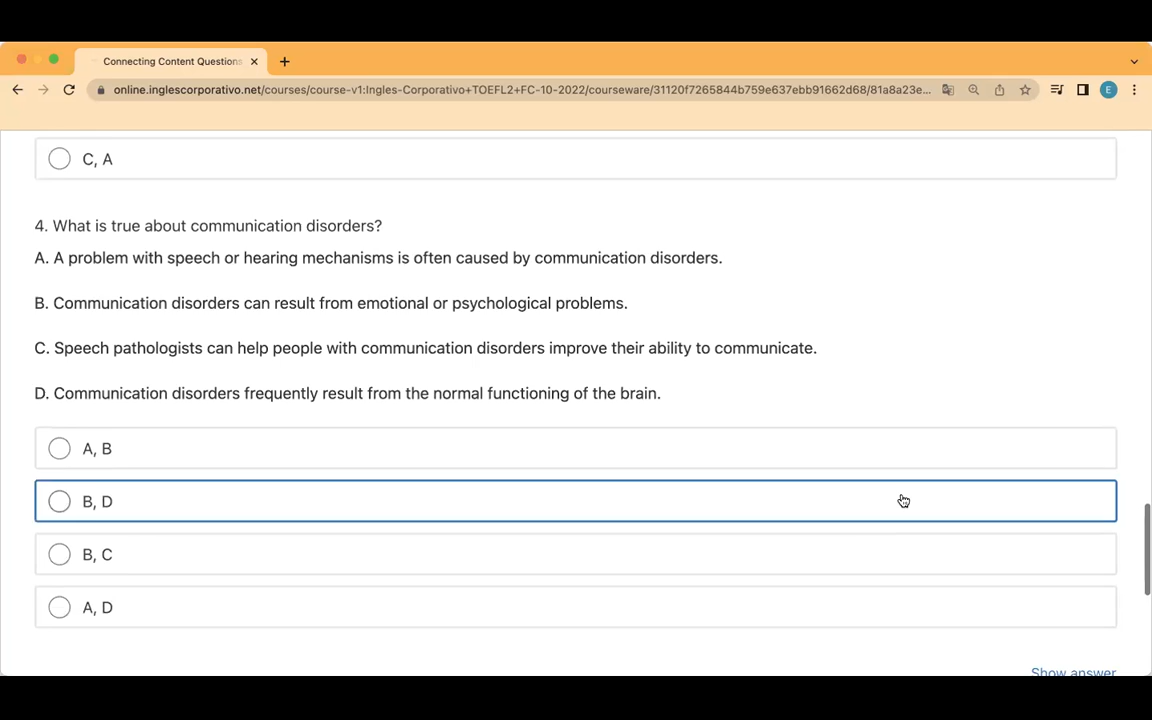 Connecting Content Questions
online.inglescorporativo.net/courses/course-v1:Ingles-Corporativo+TOEFL2+FC-10-2022/courseware/31120f7265844b759e637ebb91662d68/81a8a23e...
E
C, A
4. What is true about communication disorders?
A. A problem with speech or hearing mechanisms is often caused by communication disorders.
B. Communication disorders can result from emotional or psychological problems.
C. Speech pathologists can help people with communication disorders improve their ability to communicate.
D. Communication disorders frequently result from the normal functioning of the brain.
A, B
B, D
B, C
A, D
Show answer